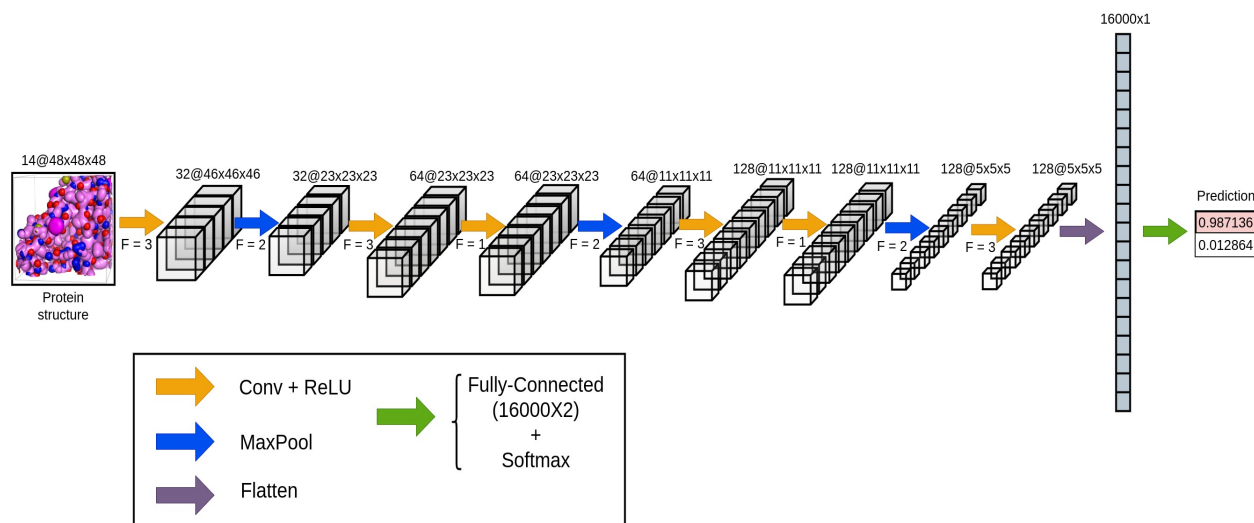 16000x1
14@48x48x48
32@46x46x46
32@23x23x23
64@23x23x23
64@23x23x23
64@11x11x11
128@11x11x11
128@11x11x11
128@5x5x5
128@5x5x5
F = 3
F = 2
F = 3
F = 1
F = 2
F = 3
F = 1
F = 2
F = 3
Prediction
0.987136
0.012864
Protein
structure
Conv + ReLU
MaxPool
Flatten
Fully-Connected
(16000X2)
+
Softmax